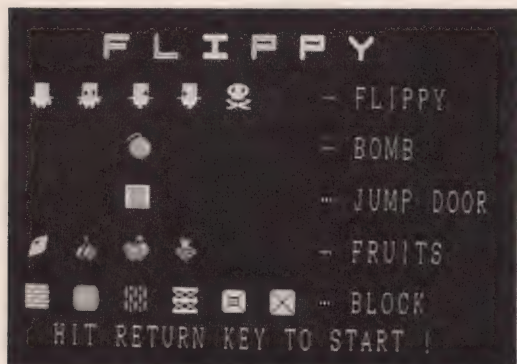 FLIPPY
– FLIPPY
– BOMB
… JUMP DOOR
– FRUITS
… BLOCK
HIT RETURN KEY TO START !